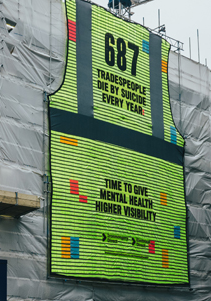 687
TRADESPEOPLE
DIE BY SUICIDE
EVERY YEAR.
TIME TO GIVE
MENTAL HEALTH
HIGHER VISIBILITY